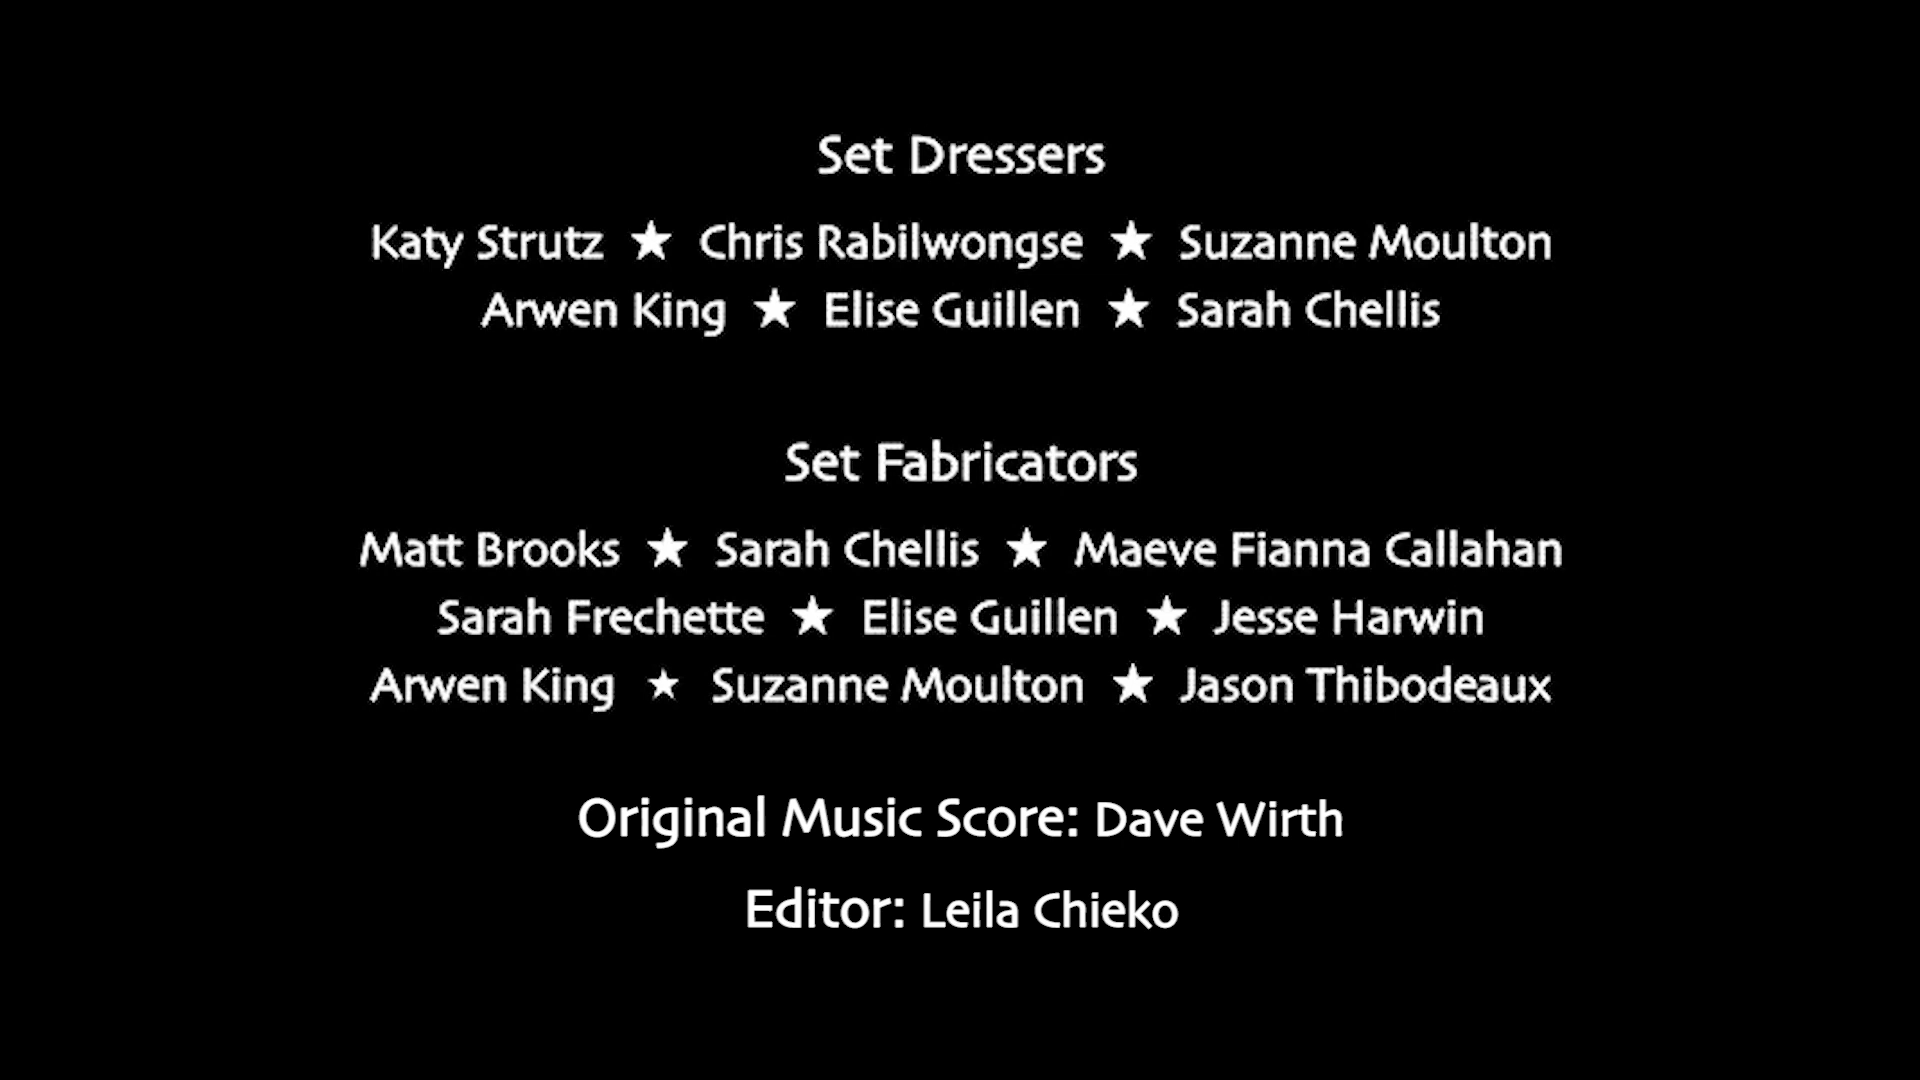 Set Dressers
Katy Strutz ★ Chris Rabilwongse ★ Suzanne Moulton
Arwen King ★ Elise Guillen ★ Sarah Chellis
Set Fabricators
Matt Brooks ★ Sarah Chellis ★ Maeve Fianna Callahan
Sarah Frechette ★ Elise Guillen ★ Jesse Harwin
Arwen King ★ Suzanne Moulton ★ Jason Thibodeaux
Original Music Score: Dave Wirth
Editor: Leila Chieko